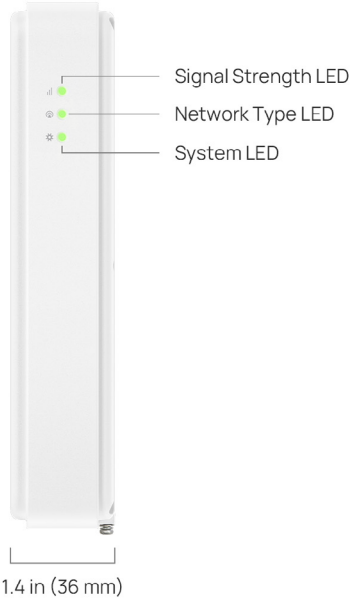 Signal Strength LED
Network Type LED
System LED
1.4 in (36 mm)